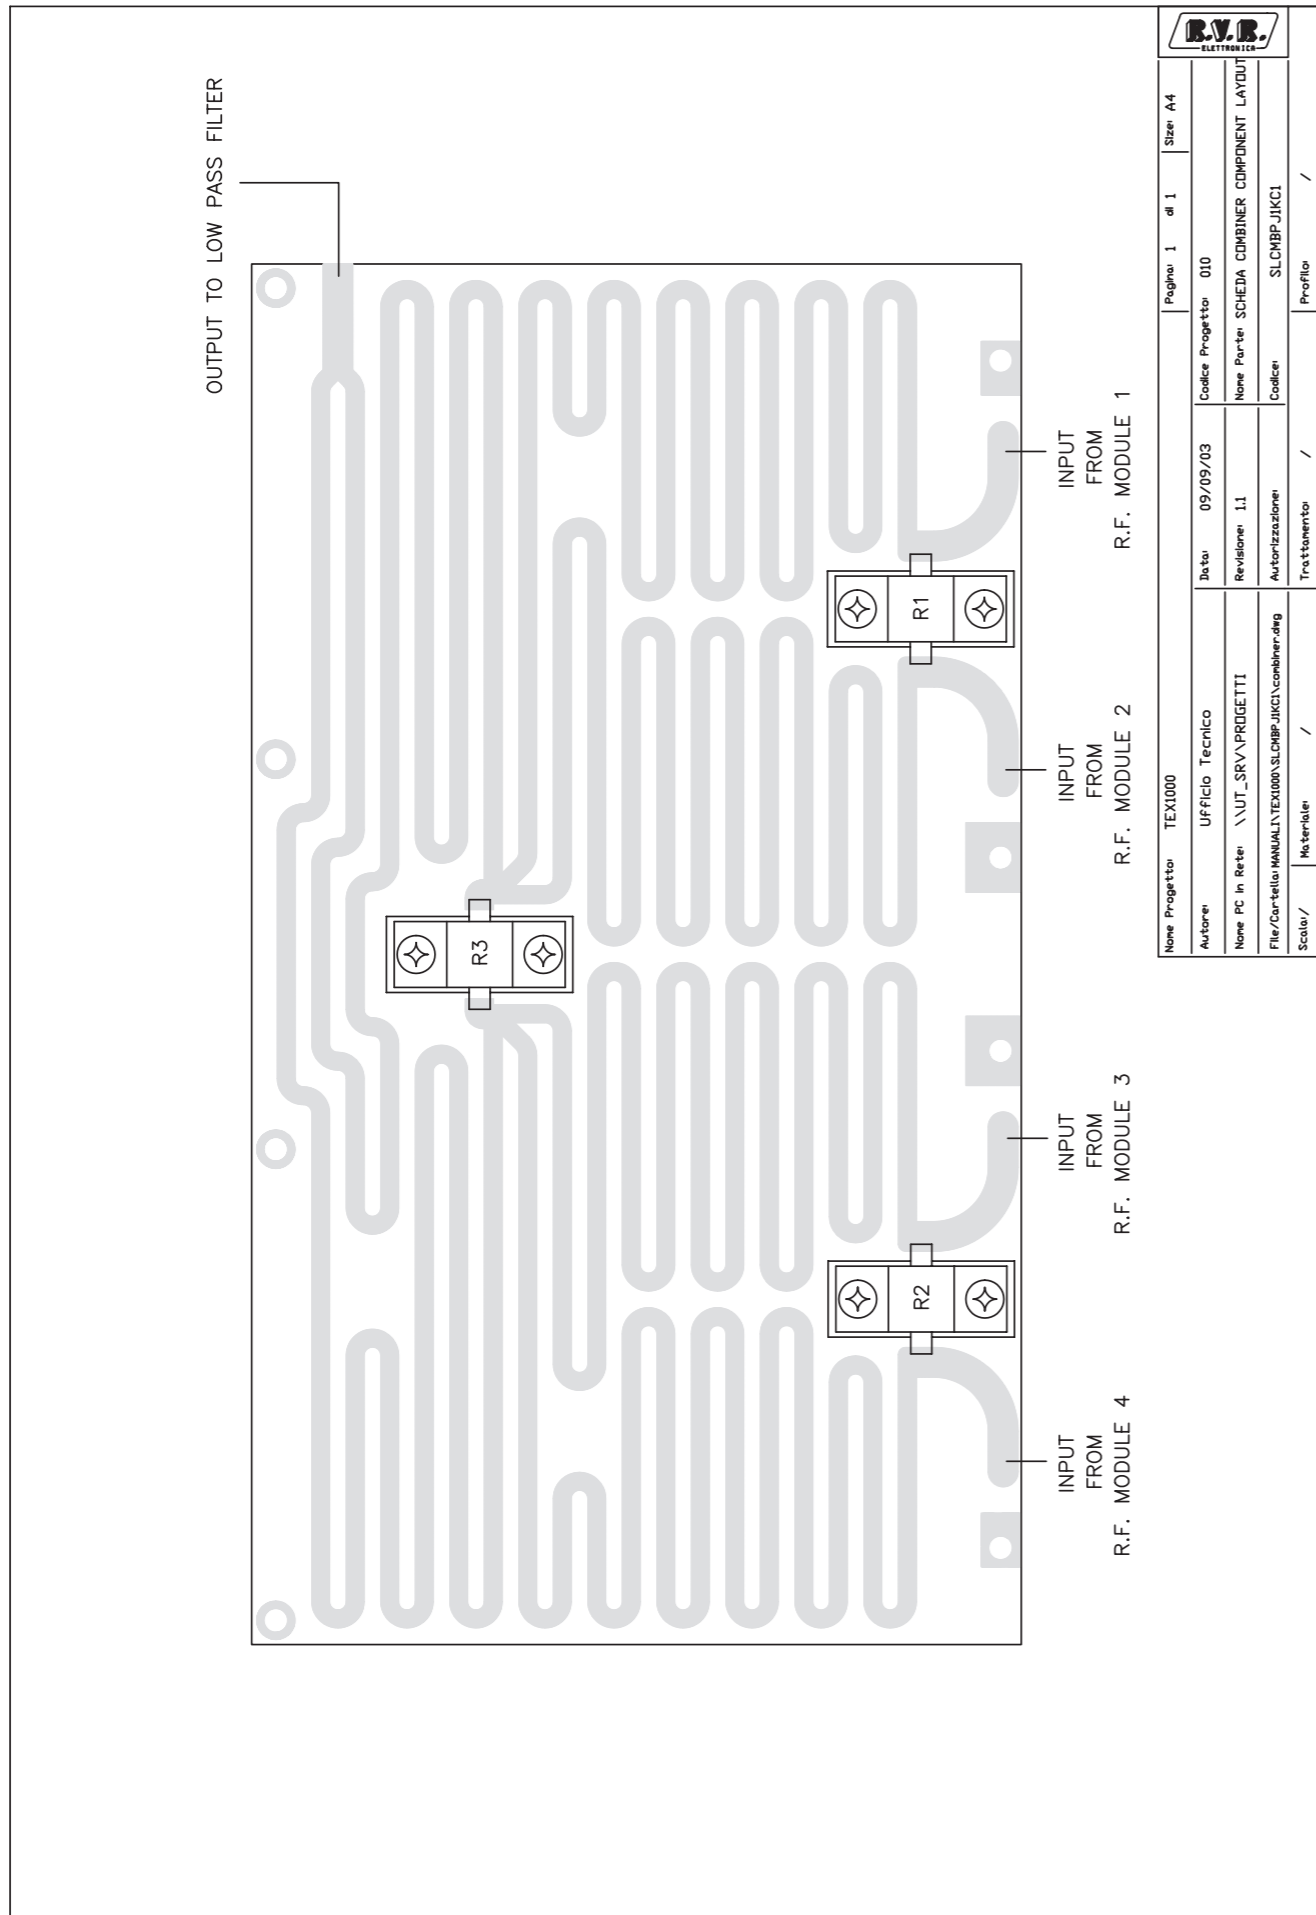 OUTPUT TO LOW PASS FILTER
R3
R1
R2
INPUT
FROM
R.F. MODULE 1
INPUT
FROM
R.F. MODULE 2
INPUT
FROM
R.F. MODULE 3
INPUT
FROM
R.F. MODULE 4
Nome Progetto: TEX1000 Pagina: 1 di 1 Size: A4
R.V.R.
ELETTRONICA
Autore: Ufficio Tecnico Data: 09/09/03 Codice Progetto: 010
Nome PC in Rete: \\UT_SRV\PROGETTI Revisione: 1.1 Nome Parte: SCHEDA COMBINER COMPONENT LAYOUT
File/Cartella: MANUALI\TEX1000\SLCMBPJ1KC1\combiner.dwg Autorizzazione: Codice: SLCMBPJ1KC1
Scala: / Materiale: / Trattamento: / Profilo: /